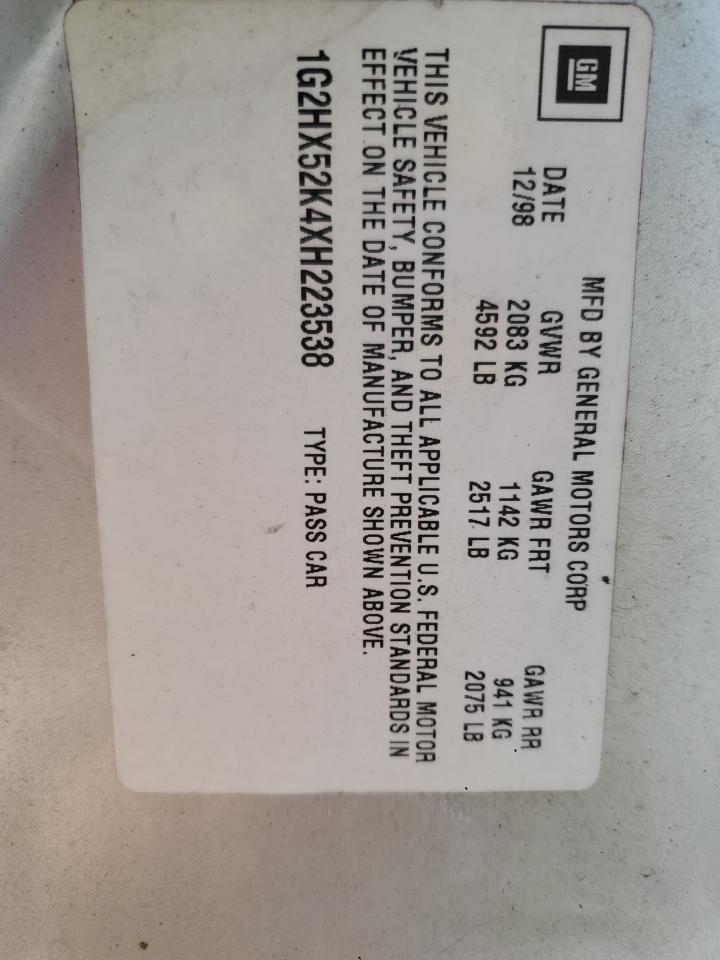 GM
MFD BY GENERAL MOTORS CORP
DATE GVWR GAWR FRT GAWR RR
12/98 2083 KG 1142 KG 941 KG
4592 LB 2517 LB 2075 LB
THIS VEHICLE CONFORMS TO ALL APPLICABLE U.S. FEDERAL MOTOR
VEHICLE SAFETY, BUMPER, AND THEFT PREVENTION STANDARDS IN
EFFECT ON THE DATE OF MANUFACTURE SHOWN ABOVE.
1G2HX52K4XH223538 TYPE: PASS CAR